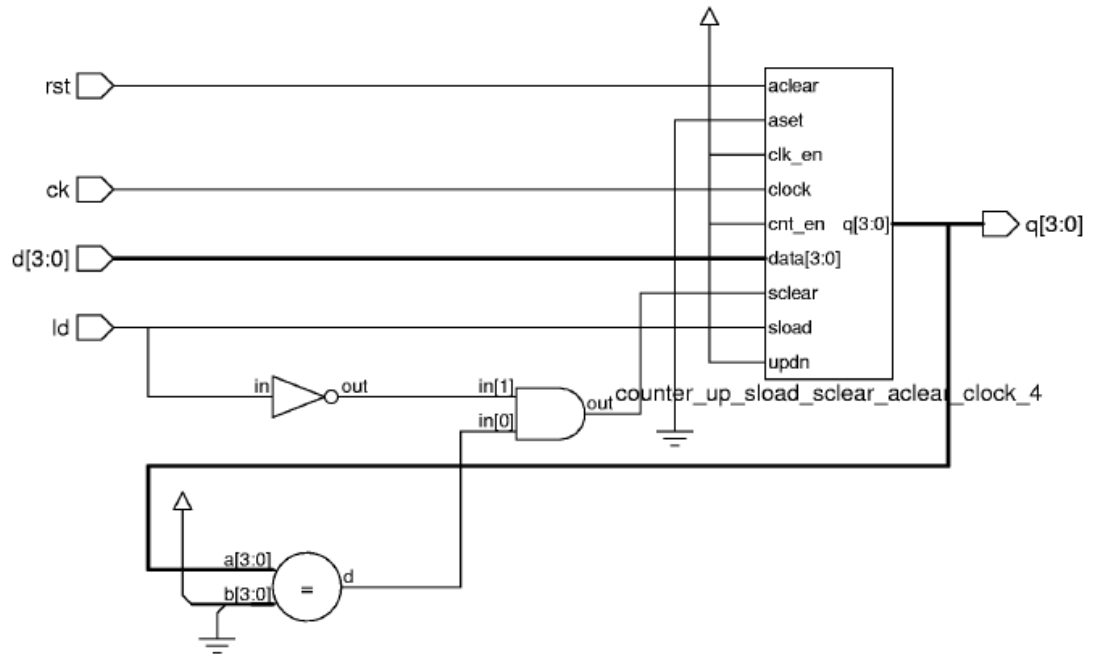 rst
aclear
aset
clk_en
ck
clock
cnt_en
q[3:0]
q[3:0]
d[3:0]
data[3:0]
sclear
ld
sload
updn
in
out
in[1]
in[0]
out
counter_up_sload_sclear_aclear_clock_4
a[3:0]
b[3:0]
=
d